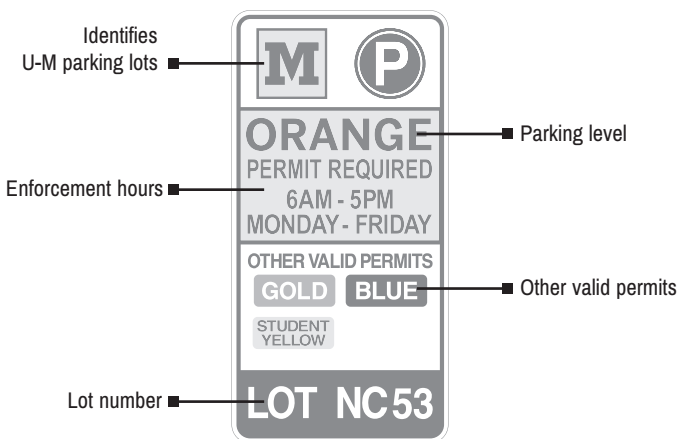 Identifies
U-M parking lots
M P
ORANGE
Parking level
PERMIT REQUIRED
Enforcement hours
6AM - 5PM
MONDAY - FRIDAY
OTHER VALID PERMITS
GOLD BLUE
Other valid permits
STUDENT
YELLOW
Lot number
LOT NC53